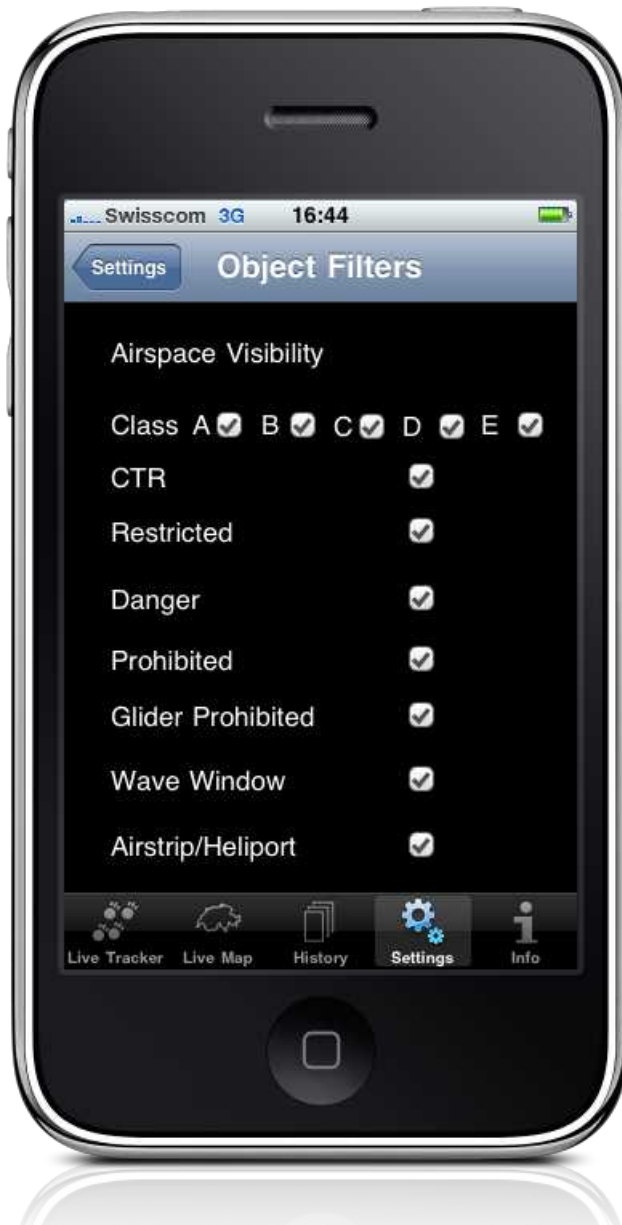 Swisscom 3G 16:44
Settings Object Filters
Airspace Visibility
Class A B C D E
CTR
Restricted
Danger
Prohibited
Glider Prohibited
Wave Window
Airstrip/Heliport
Live Tracker Live Map History Settings Info